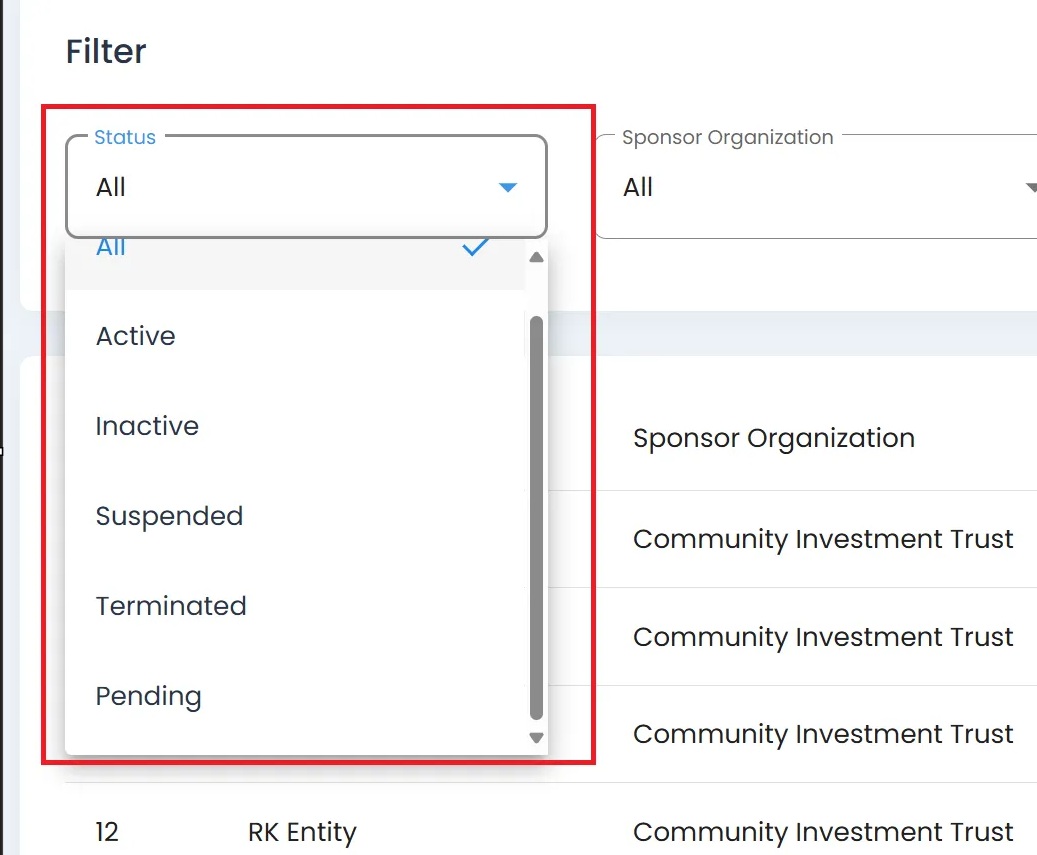 Filter
Status
All
Sponsor Organization
All
All
Active
Inactive
Suspended
Terminated
Pending
Sponsor Organization
Community Investment Trust
Community Investment Trust
Community Investment Trust
12 RK Entity Community Investment Trust